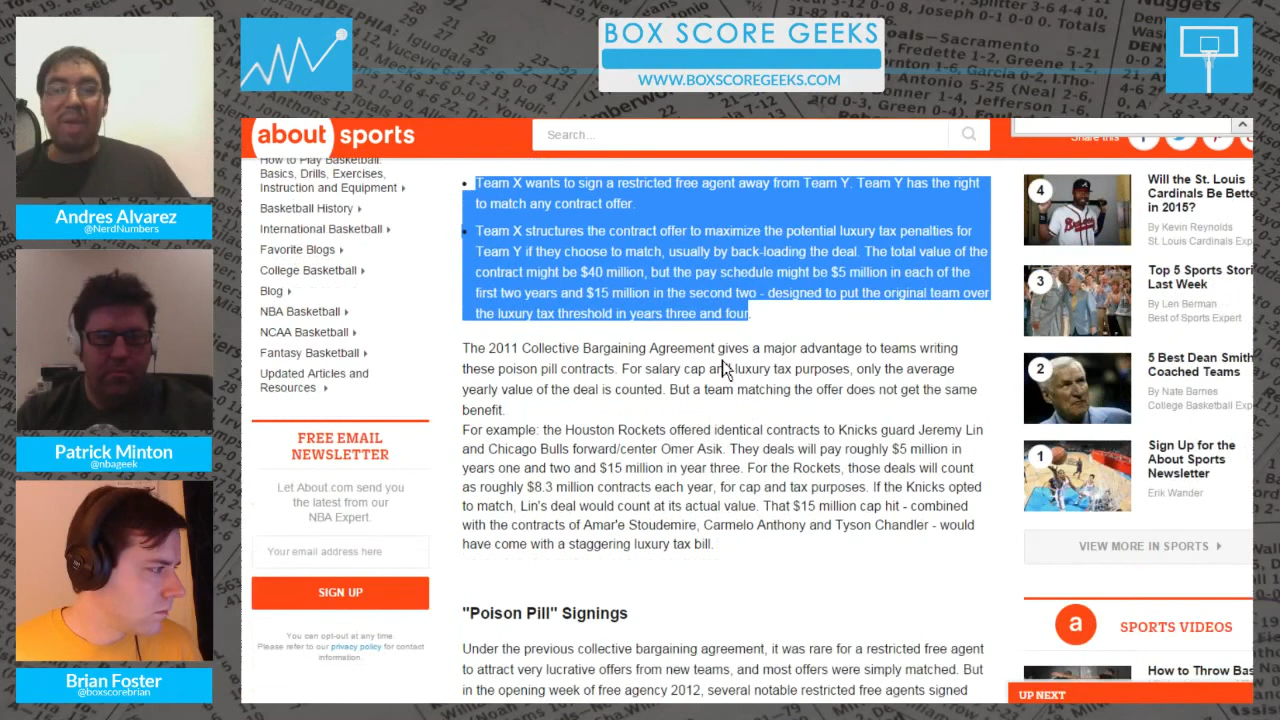 BOX SCORE GEEKS
WWW.BOXSCOREGEEKS.COM
Andres Alvarez
@NerdNumbers
Patrick Minton
@nbageek
Brian Foster
@boxscorebrian
about sports
Search...
Share this
How to Play Basketball:
Basics, Drills, Exercises,
Instruction and Equipment
Basketball History
International Basketball
Favorite Blogs
College Basketball
Blog
NBA Basketball
NCAA Basketball
Fantasy Basketball
Updated Articles and
Resources
FREE EMAIL
NEWSLETTER
Let About.com send you
the latest from our
NBA Expert.
Your email address here
SIGN UP
You can opt-out at any time.
Please refer to our privacy policy for contact
information.
• Team X wants to sign a restricted free agent away from Team Y. Team Y has the right
to match any contract offer.
• Team X structures the contract offer to maximize the potential luxury tax penalties for
Team Y if they choose to match, usually by back-loading the deal. The total value of the
contract might be $40 million, but the pay schedule might be $5 million in each of the
first two years and $15 million in the second two - designed to put the original team over
the luxury tax threshold in years three and four.
The 2011 Collective Bargaining Agreement gives a major advantage to teams writing
these poison pill contracts. For salary cap and luxury tax purposes, only the average
yearly value of the deal is counted. But a team matching the offer does not get the same
benefit.
For example: the Houston Rockets offered identical contracts to Knicks guard Jeremy Lin
and Chicago Bulls forward/center Omer Asik. They deals will pay roughly $5 million in
years one and two and $15 million in year three. For the Rockets, those deals will count
as roughly $8.3 million contracts each year, for cap and tax purposes. If the Knicks opted
to match, Lin's deal would count at its actual value. That $15 million cap hit - combined
with the contracts of Amar'e Stoudemire, Carmelo Anthony and Tyson Chandler - would
have come with a staggering luxury tax bill.
"Poison Pill" Signings
Under the previous collective bargaining agreement, it was rare for a restricted free agent
to attract very lucrative offers from new teams, and most offers were simply matched. But
in the opening week of free agency 2012, several notable restricted free agents signed
4
Will the St. Louis
Cardinals Be Bette
in 2015?
By Kevin Reynolds
St. Louis Cardinals Exp
3
Top 5 Sports Stori
Last Week
By Len Berman
Best of Sports Expert
2
5 Best Dean Smith
Coached Teams
By Nate Barnes
College Basketball Exp
1
Sign Up for the
About Sports
Newsletter
Erik Wander
VIEW MORE IN SPORTS
a
SPORTS VIDEOS
How to Throw Bas
UP NEXT